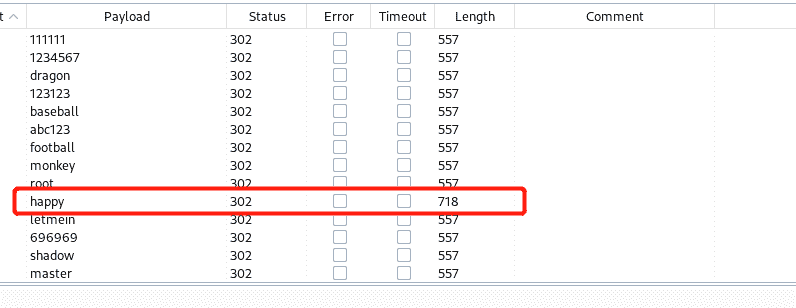 t Payload Status Error Timeout Length Comment
111111 302 557
1234567 302 557
dragon 302 557
123123 302 557
baseball 302 557
abc123 302 557
football 302 557
monkey 302 557
root 302 557
happy 302 718
letmein 302 557
696969 302 557
shadow 302 557
master 302 557